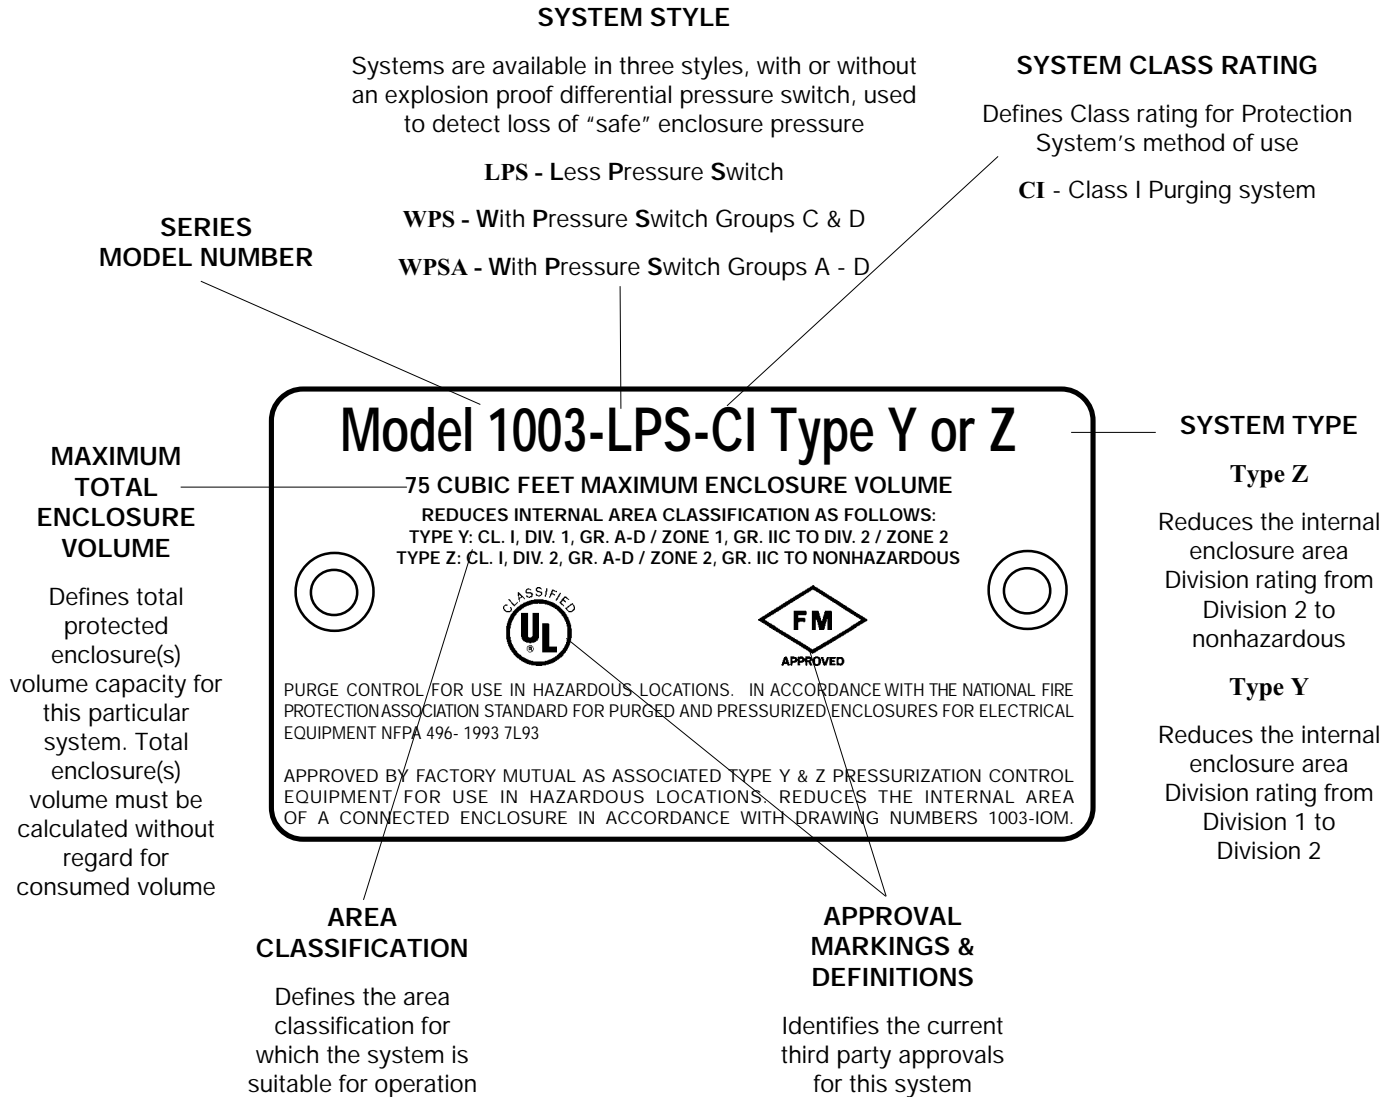 SYSTEM STYLE
Systems are available in three styles, with or without
an explosion proof differential pressure switch, used
to detect loss of “safe” enclosure pressure
LPS - Less Pressure Switch
WPS - With Pressure Switch Groups C & D
WPSA - With Pressure Switch Groups A - D
SYSTEM CLASS RATING
Defines Class rating for Protection
System’s method of use
CI - Class I Purging system
SERIES
MODEL NUMBER
MAXIMUM
TOTAL
ENCLOSURE
VOLUME
Defines total
protected
enclosure(s)
volume capacity for
this particular
system. Total
enclosure(s)
volume must be
calculated without
regard for
consumed volume
Model 1003-LPS-CI Type Y or Z
75 CUBIC FEET MAXIMUM ENCLOSURE VOLUME
REDUCES INTERNAL AREA CLASSIFICATION AS FOLLOWS:
TYPE Y: CL. I, DIV. 1, GR. A-D / ZONE 1, GR. IIC TO DIV. 2 / ZONE 2
TYPE Z: CL. I, DIV. 2, GR. A-D / ZONE 2, GR. IIC TO NONHAZARDOUS
CLASSIFIED
UL
®
FM
APPROVED
PURGE CONTROL FOR USE IN HAZARDOUS LOCATIONS. IN ACCORDANCE WITH THE NATIONAL FIRE
PROTECTION ASSOCIATION STANDARD FOR PURGED AND PRESSURIZED ENCLOSURES FOR ELECTRICAL
EQUIPMENT NFPA 496- 1993 7L93
APPROVED BY FACTORY MUTUAL AS ASSOCIATED TYPE Y & Z PRESSURIZATION CONTROL
EQUIPMENT FOR USE IN HAZARDOUS LOCATIONS. REDUCES THE INTERNAL AREA
OF A CONNECTED ENCLOSURE IN ACCORDANCE WITH DRAWING NUMBERS 1003-IOM.
SYSTEM TYPE
Type Z
Reduces the internal
enclosure area
Division rating from
Division 2 to
nonhazardous
Type Y
Reduces the internal
enclosure area
Division rating from
Division 1 to
Division 2
AREA
CLASSIFICATION
Defines the area
classification for
which the system is
suitable for operation
APPROVAL
MARKINGS &
DEFINITIONS
Identifies the current
third party approvals
for this system